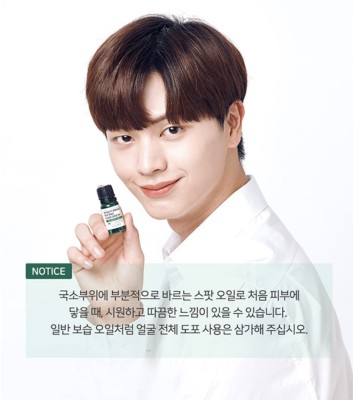 NOTICE
국소부위에 부분적으로 바르는 스팟 오일로 처음 피부에
닿을 때, 시원하고 따끔한 느낌이 있을 수 있습니다.
일반 보습 오일처럼 얼굴 전체 도포 사용은 삼가해 주십시오.